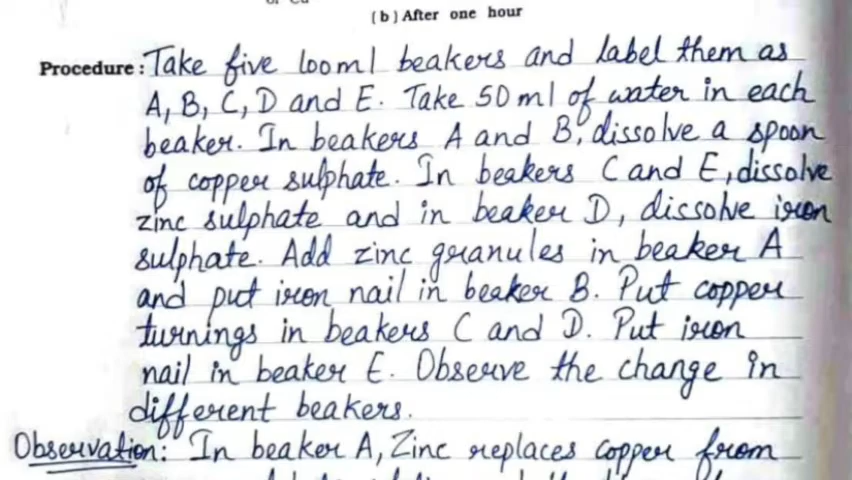 (b) After one hour
Procedure: Take five 100ml beakers and label them as
A, B, C, D and E. Take 50 ml of water in each
beaker. In beakers A and B, dissolve a spoon
of copper sulphate. In beakers C and E, dissolve
zinc sulphate and in beaker D, dissolve iron
sulphate. Add zinc granules in beaker A
and put iron nail in beaker B. Put copper
turnings in beakers C and D. Put iron
nail in beaker E. Observe the change in
different beakers.
Observation: In beaker A, Zinc replaces copper from